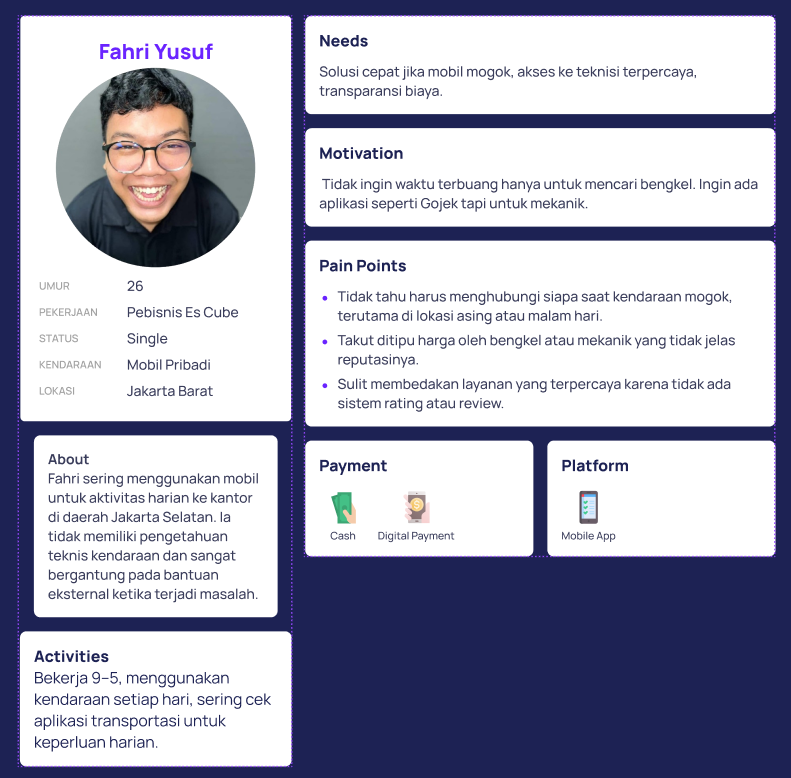 Fahri Yusuf
UMUR 26
PEKERJAAN Pebisnis Es Cube
STATUS Single
KENDARAAN Mobil Pribadi
LOKASI Jakarta Barat
About
Fahri sering menggunakan mobil
untuk aktivitas harian ke kantor
di daerah Jakarta Selatan. Ia
tidak memiliki pengetahuan
teknis kendaraan dan sangat
bergantung pada bantuan
eksternal ketika terjadi masalah.
Activities
Bekerja 9–5, menggunakan
kendaraan setiap hari, sering cek
aplikasi transportasi untuk
keperluan harian.
Needs
Solusi cepat jika mobil mogok, akses ke teknisi terpercaya,
transparansi biaya.
Motivation
Tidak ingin waktu terbuang hanya untuk mencari bengkel. Ingin ada
aplikasi seperti Gojek tapi untuk mekanik.
Pain Points
• Tidak tahu harus menghubungi siapa saat kendaraan mogok,
terutama di lokasi asing atau malam hari.
• Takut ditipu harga oleh bengkel atau mekanik yang tidak jelas
reputasinya.
• Sulit membedakan layanan yang terpercaya karena tidak ada
sistem rating atau review.
Payment
Cash Digital Payment
Platform
Mobile App